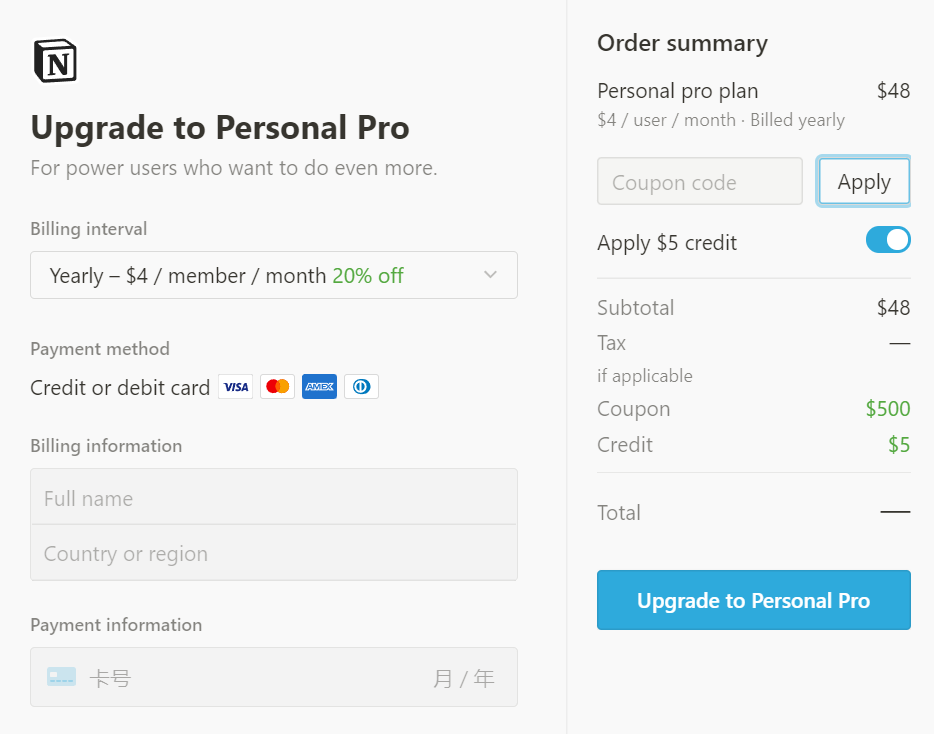 N
Upgrade to Personal Pro
For power users who want to do even more.
Billing interval
Yearly – $4 / member / month 20% off
Payment method
Credit or debit card VISA AMEX
Billing information
Full name
Country or region
Payment information
卡号 月 / 年
Order summary
Personal pro plan $48
$4 / user / month · Billed yearly
Coupon code Apply
Apply $5 credit
Subtotal $48
Tax —
if applicable
Coupon $500
Credit $5
Total —
Upgrade to Personal Pro